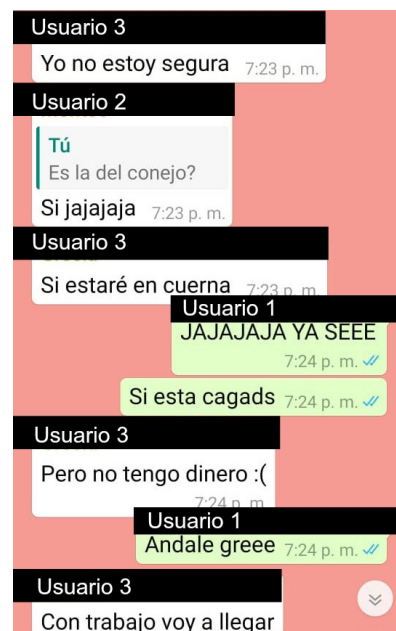 Usuario 3
Yo no estoy segura 7:23 p. m.
Usuario 2
Tú
Es la del conejo?
Si jajajaja 7:23 p. m.
Usuario 3
Si estaré en cuerna 7:23 p. m.
Usuario 1
JAJAJAJA YA SEEE
7:24 p. m.
Si esta cagads 7:24 p. m.
Usuario 3
Pero no tengo dinero :(
7:24 p. m.
Usuario 1
Andale greee 7:24 p. m.
Usuario 3
Con trabajo voy a llegar